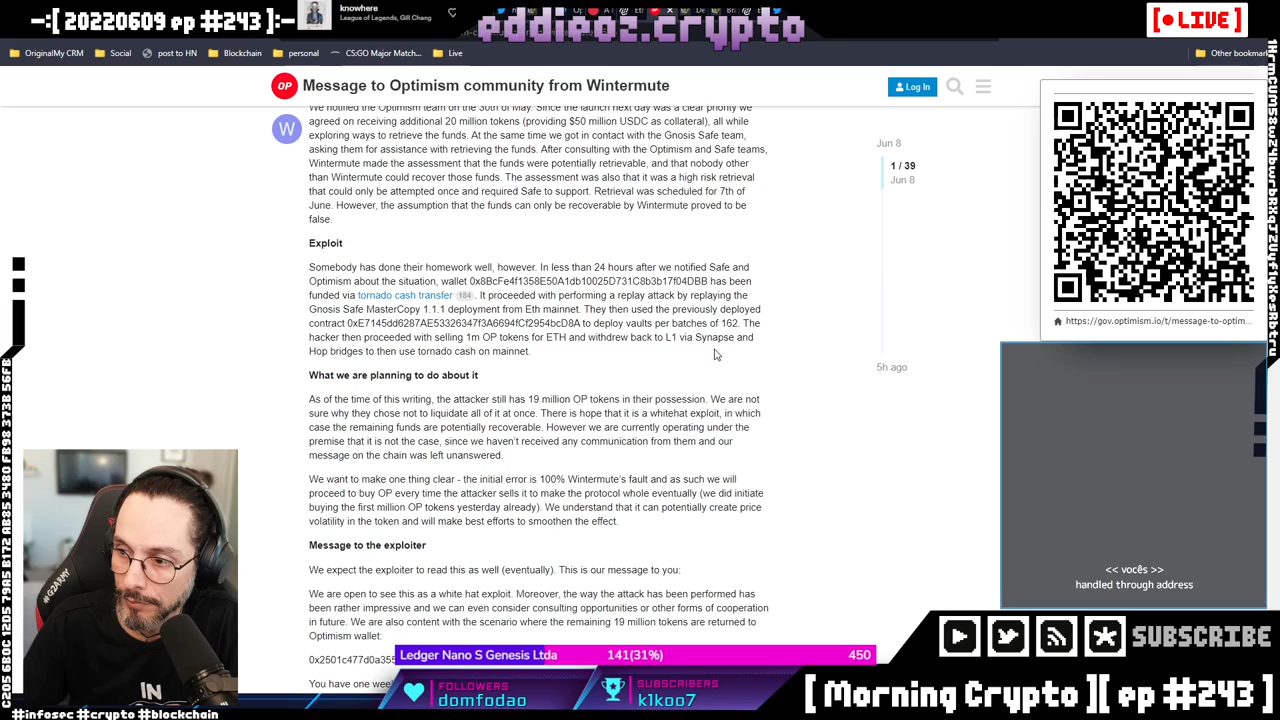 -:[ 20220609 ep #243 ]:-
knowhere
League of Legends, Gill Chang
eddieoz.crypto
[● LIVE]
OriginalMy CRM
Social
post to HN
Blockchain
personal
CS:GO Major Match...
Live
Other bookmar
OP
Message to Optimism community from Wintermute
Log In
W
We notified the Optimism team on the 30th of May. Since the launch next day was a clear priority we
agreed on receiving additional 20 million tokens (providing $50 million USDC as collateral), all while
exploring ways to retrieve the funds. At the same time we got in contact with the Gnosis Safe team,
asking them for assistance with retrieving the funds. After consulting with the Optimism and Safe teams,
Wintermute made the assessment that the funds were potentially retrievable, and that nobody other
than Wintermute could recover those funds. The assessment was also that it was a high risk retrieval
that could only be attempted once and required Safe to support. Retrieval was scheduled for 7th of
June. However, the assumption that the funds can only be recoverable by Wintermute proved to be
false.
Exploit
Somebody has done their homework well, however. In less than 24 hours after we notified Safe and
Optimism about the situation, wallet 0x8BcFe4f1358E50A1db10025D731C8b3b17f04DBB has been
funded via tornado cash transfer 184 . It proceeded with performing a replay attack by replaying the
Gnosis Safe MasterCopy 1.1.1 deployment from Eth mainnet. They then used the previously deployed
contract 0xE7145dd6287AE53326347f3A6694fCf2954bcD8A to deploy vaults per batches of 162. The
hacker then proceeded with selling 1m OP tokens for ETH and withdrew back to L1 via Synapse and
Hop bridges to then use tornado cash on mainnet.
What we are planning to do about it
As of the time of this writing, the attacker still has 19 million OP tokens in their possession. We are not
sure why they chose not to liquidate all of it at once. There is hope that it is a whitehat exploit, in which
case the remaining funds are potentially recoverable. However we are currently operating under the
premise that it is not the case, since we haven't received any communication from them and our
message on the chain was left unanswered.
We want to make one thing clear - the initial error is 100% Wintermute's fault and as such we will
proceed to buy OP every time the attacker sells it to make the protocol whole eventually (we did initiate
buying the first million OP tokens yesterday already). We understand that it can potentially create price
volatility in the token and will make best efforts to smoothen the effect.
Message to the exploiter
We expect the exploiter to read this as well (eventually). This is our message to you:
We are open to see this as a white hat exploit. Moreover, the way the attack has been performed has
been rather impressive and we can even consider consulting opportunities or other forms of cooperation
in future. We are also content with the scenario where the remaining 19 million tokens are returned to
Optimism wallet:
0x2501c477d0a355
You have one wee
Jun 8
1 / 39
Jun 8
5h ago
https://gov.optimism.io/t/message-to-optim...
<< vocês >>
handled through address
Ledger Nano S Genesis Ltda
141(31%)
450
FOLLOWERS
domfodao
SUBSCRIBERS
k1koo7
SUBSCRIBE
[ Morning Crypto ][ ep #243 ]
infosec #crypto #blockchain